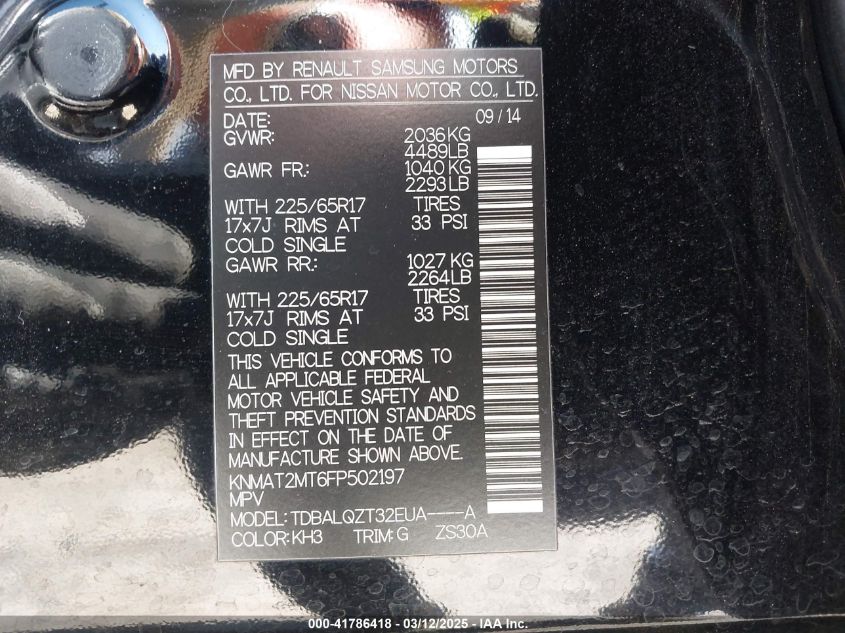 MFD BY RENAULT SAMSUNG MOTORS
CO., LTD. FOR NISSAN MOTOR CO., LTD.
DATE: 09/14
GVWR: 2036KG
4489LB
GAWR FR.: 1040KG
2293LB
WITH 225/65R17 TIRES
17x7J RIMS AT 33 PSI
COLD SINGLE
GAWR RR.: 1027KG
2264LB
WITH 225/65R17 TIRES
17x7J RIMS AT 33 PSI
COLD SINGLE
THIS VEHICLE CONFORMS TO
ALL APPLICABLE FEDERAL
MOTOR VEHICLE SAFETY AND
THEFT PREVENTION STANDARDS
IN EFFECT ON THE DATE OF
MANUFACTURE SHOWN ABOVE.
KNMAT2MT6FP502197
MPV
MODEL:TDBALQZT32EUA----A
COLOR:KH3 TRIM:G ZS30A
000-41786418 - 03/12/2025 - IAA Inc.